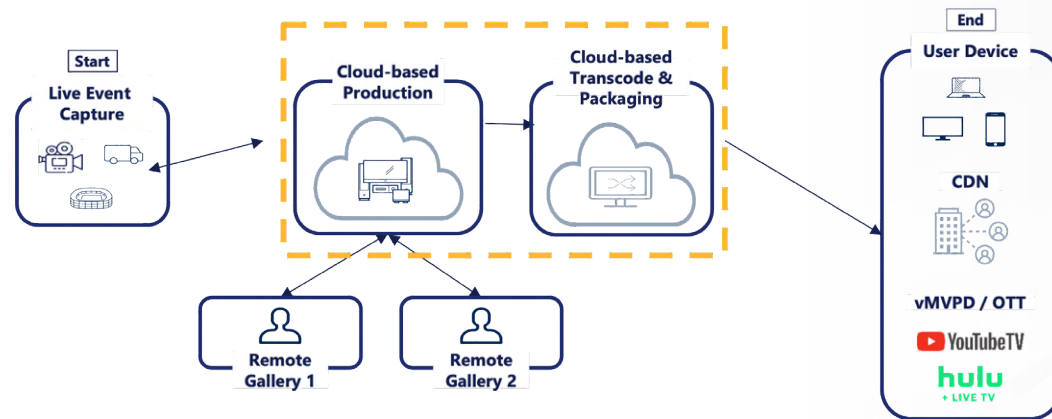 Start
Live Event
Capture
Cloud-based
Production
Cloud-based
Transcode &
Packaging
Remote
Gallery 1
Remote
Gallery 2
End
User Device
CDN
vMVPD / OTT
YouTubeTV
hulu
+ LIVE TV